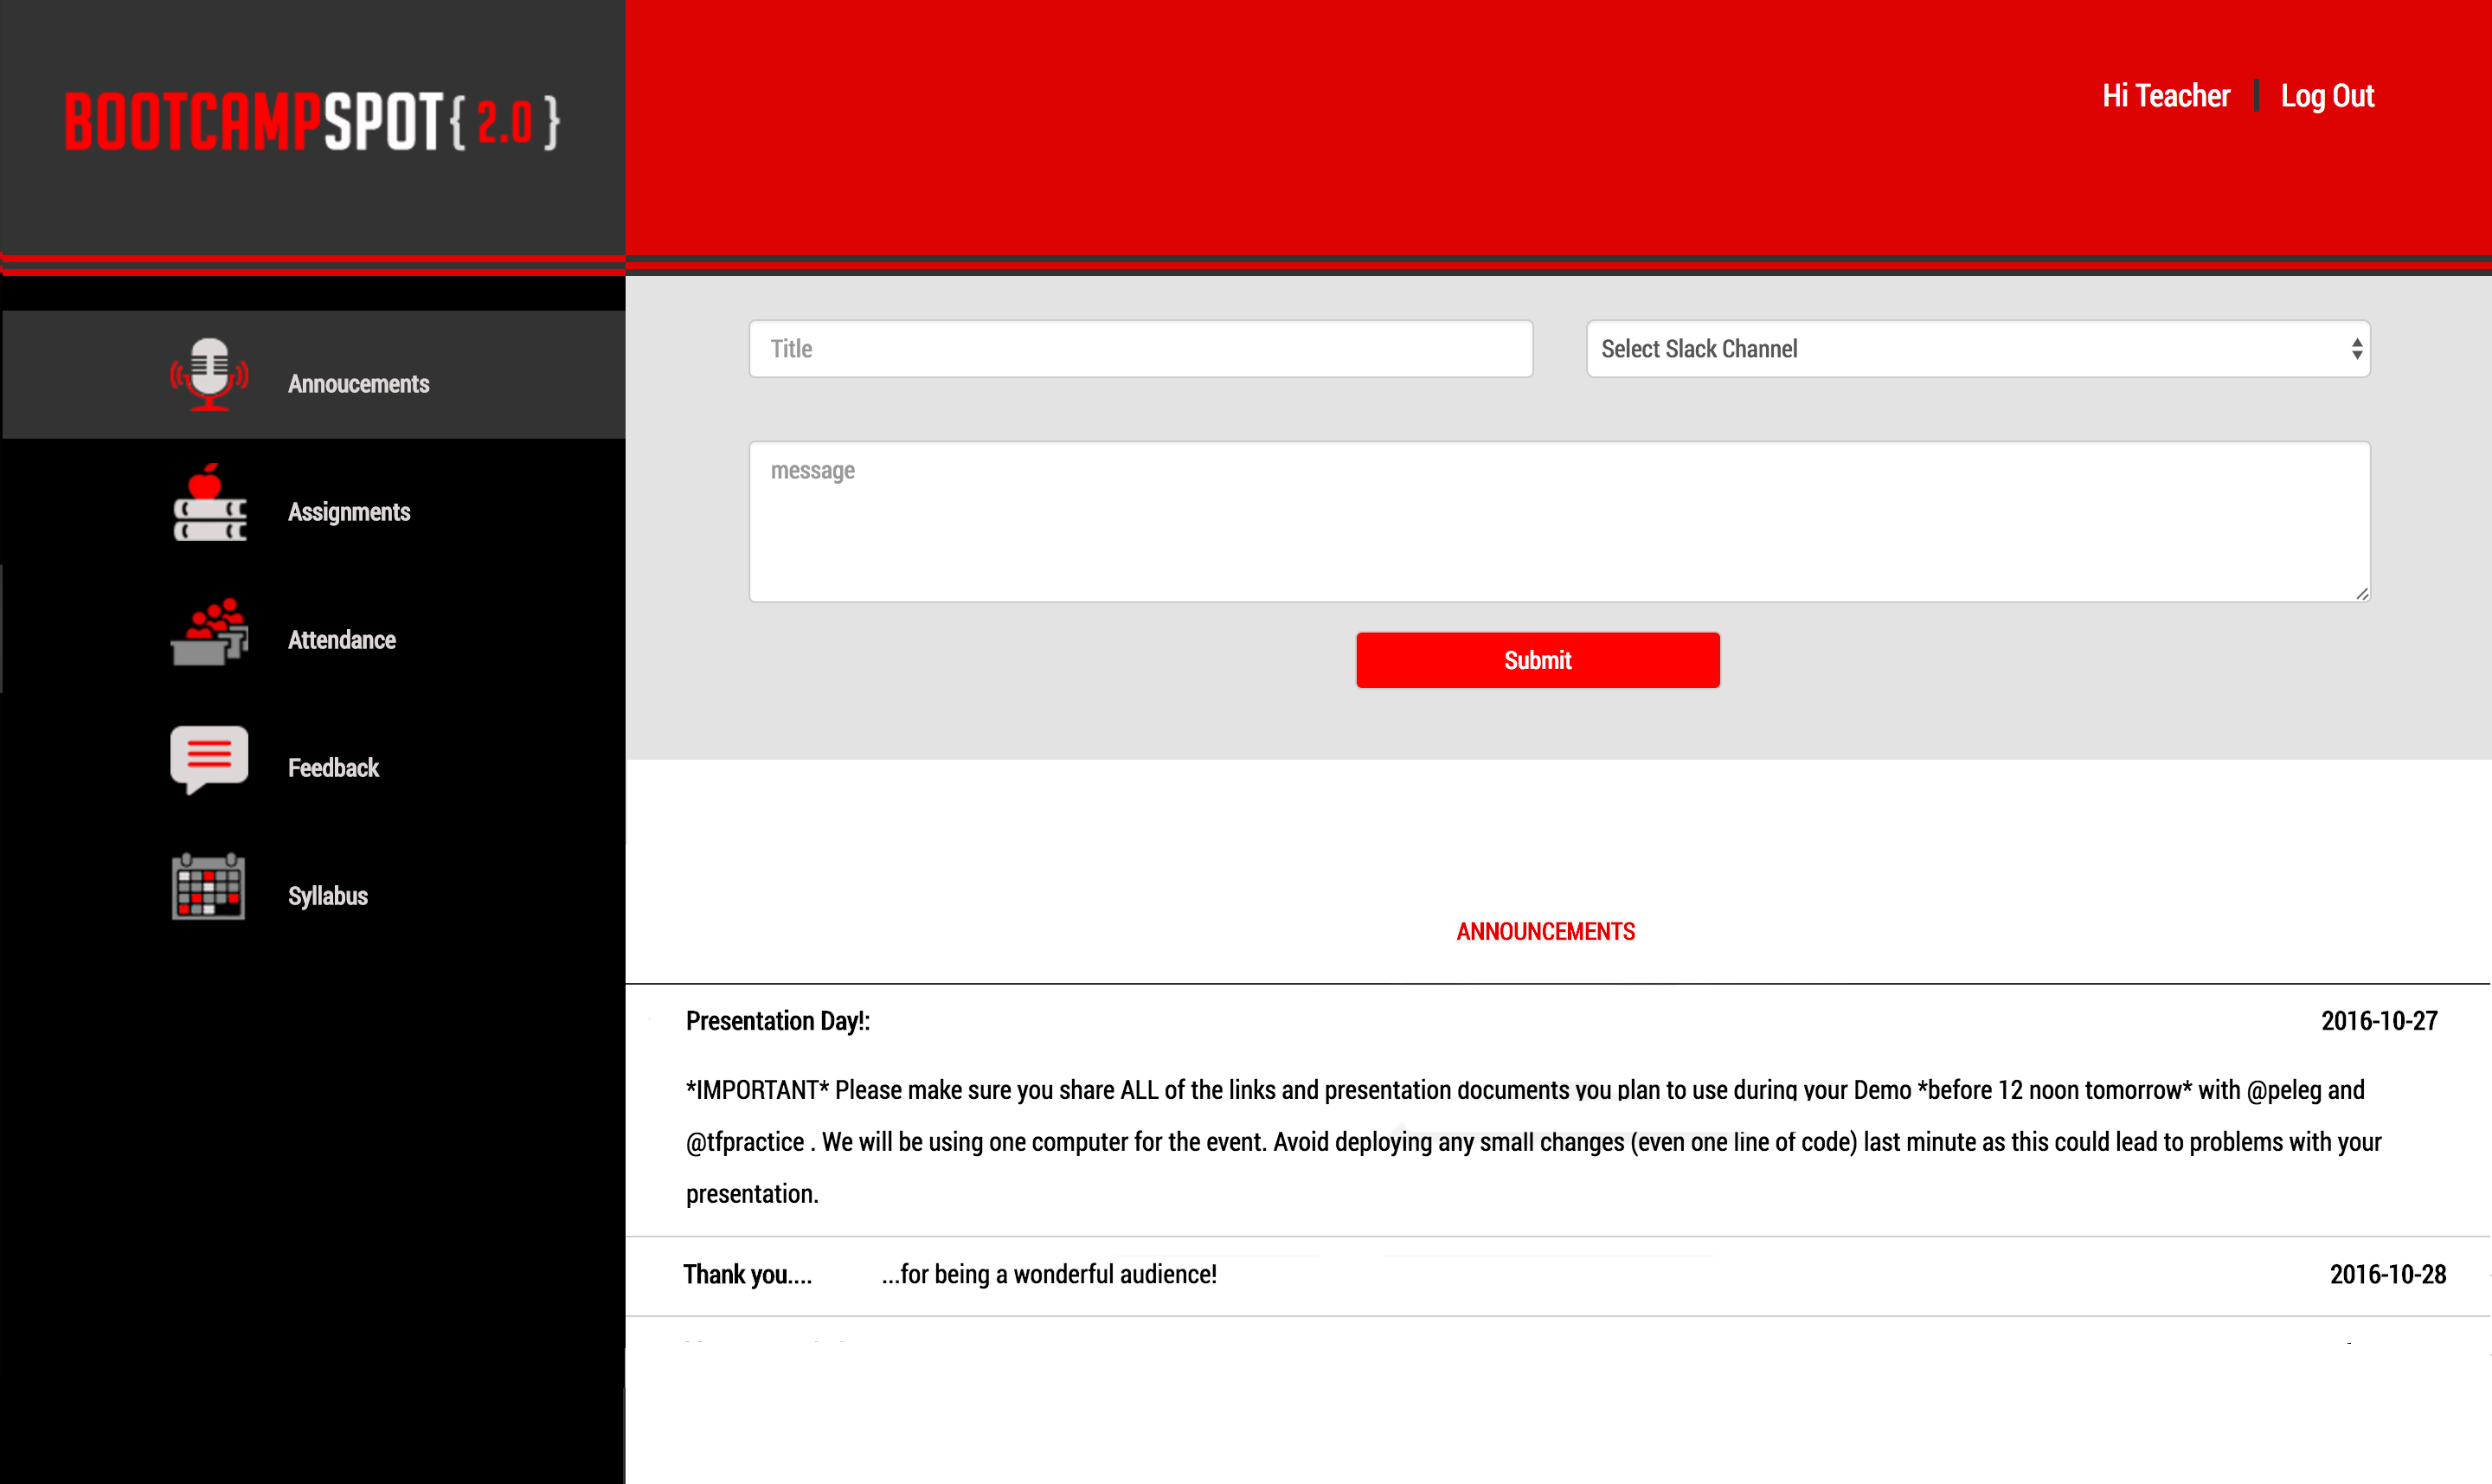 BOOTCAMPSPOT{ 2.0 }
Hi Teacher | Log Out
Annoucements
Assignments
Attendance
Feedback
Syllabus
Title
Select Slack Channel
message
Submit
ANNOUNCEMENTS
Presentation Day!: 2016-10-27
*IMPORTANT* Please make sure you share ALL of the links and presentation documents you plan to use during your Demo *before 12 noon tomorrow* with @peleg and
@tfpractice . We will be using one computer for the event. Avoid deploying any small changes (even one line of code) last minute as this could lead to problems with your
presentation.
Thank you.... ...for being a wonderful audience! 2016-10-28